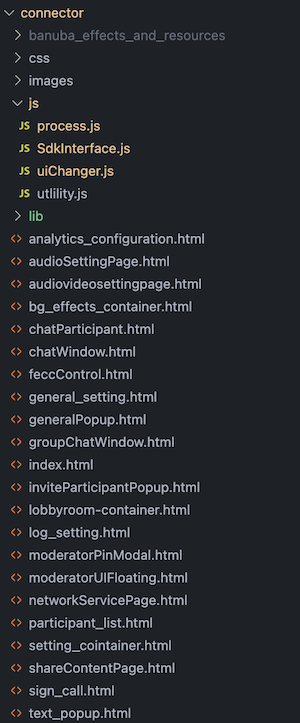 connector
banuba_effects_and_resources
css
images
js
JS process.js
JS SdkInterface.js
JS uiChanger.js
JS utlility.js
lib
analytics_configuration.html
audioSettingPage.html
audiovideosettingpage.html
bg_effects_container.html
chatParticipant.html
chatWindow.html
feccControl.html
general_setting.html
generalPopup.html
groupChatWindow.html
index.html
inviteParticipantPopup.html
lobbyroom-container.html
log_setting.html
moderatorPinModal.html
moderatorUIFloating.html
networkServicePage.html
participant_list.html
setting_cointainer.html
shareContentPage.html
sign_call.html
text_popup.html